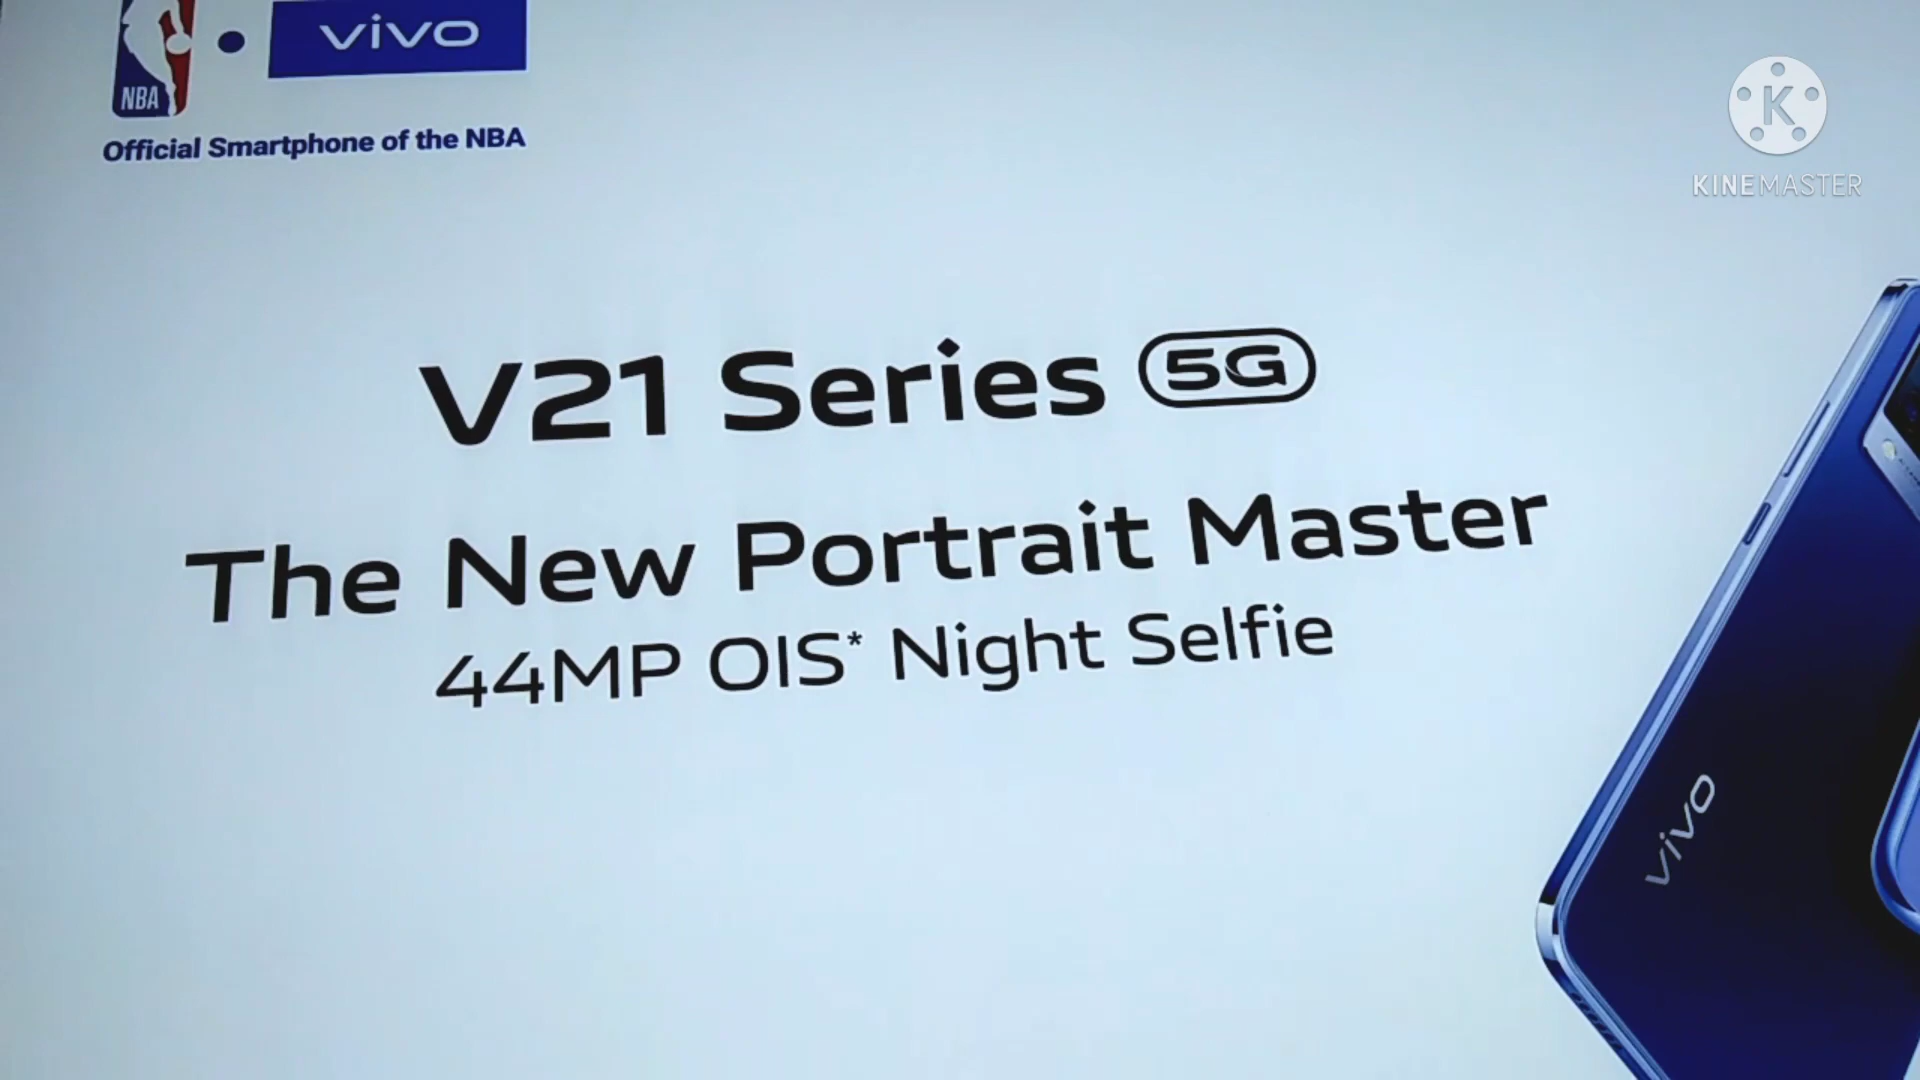 NBA
vivo
Official Smartphone of the NBA
KINEMASTER
V21 Series 5G
The New Portrait Master
44MP OIS* Night Selfie
vivo